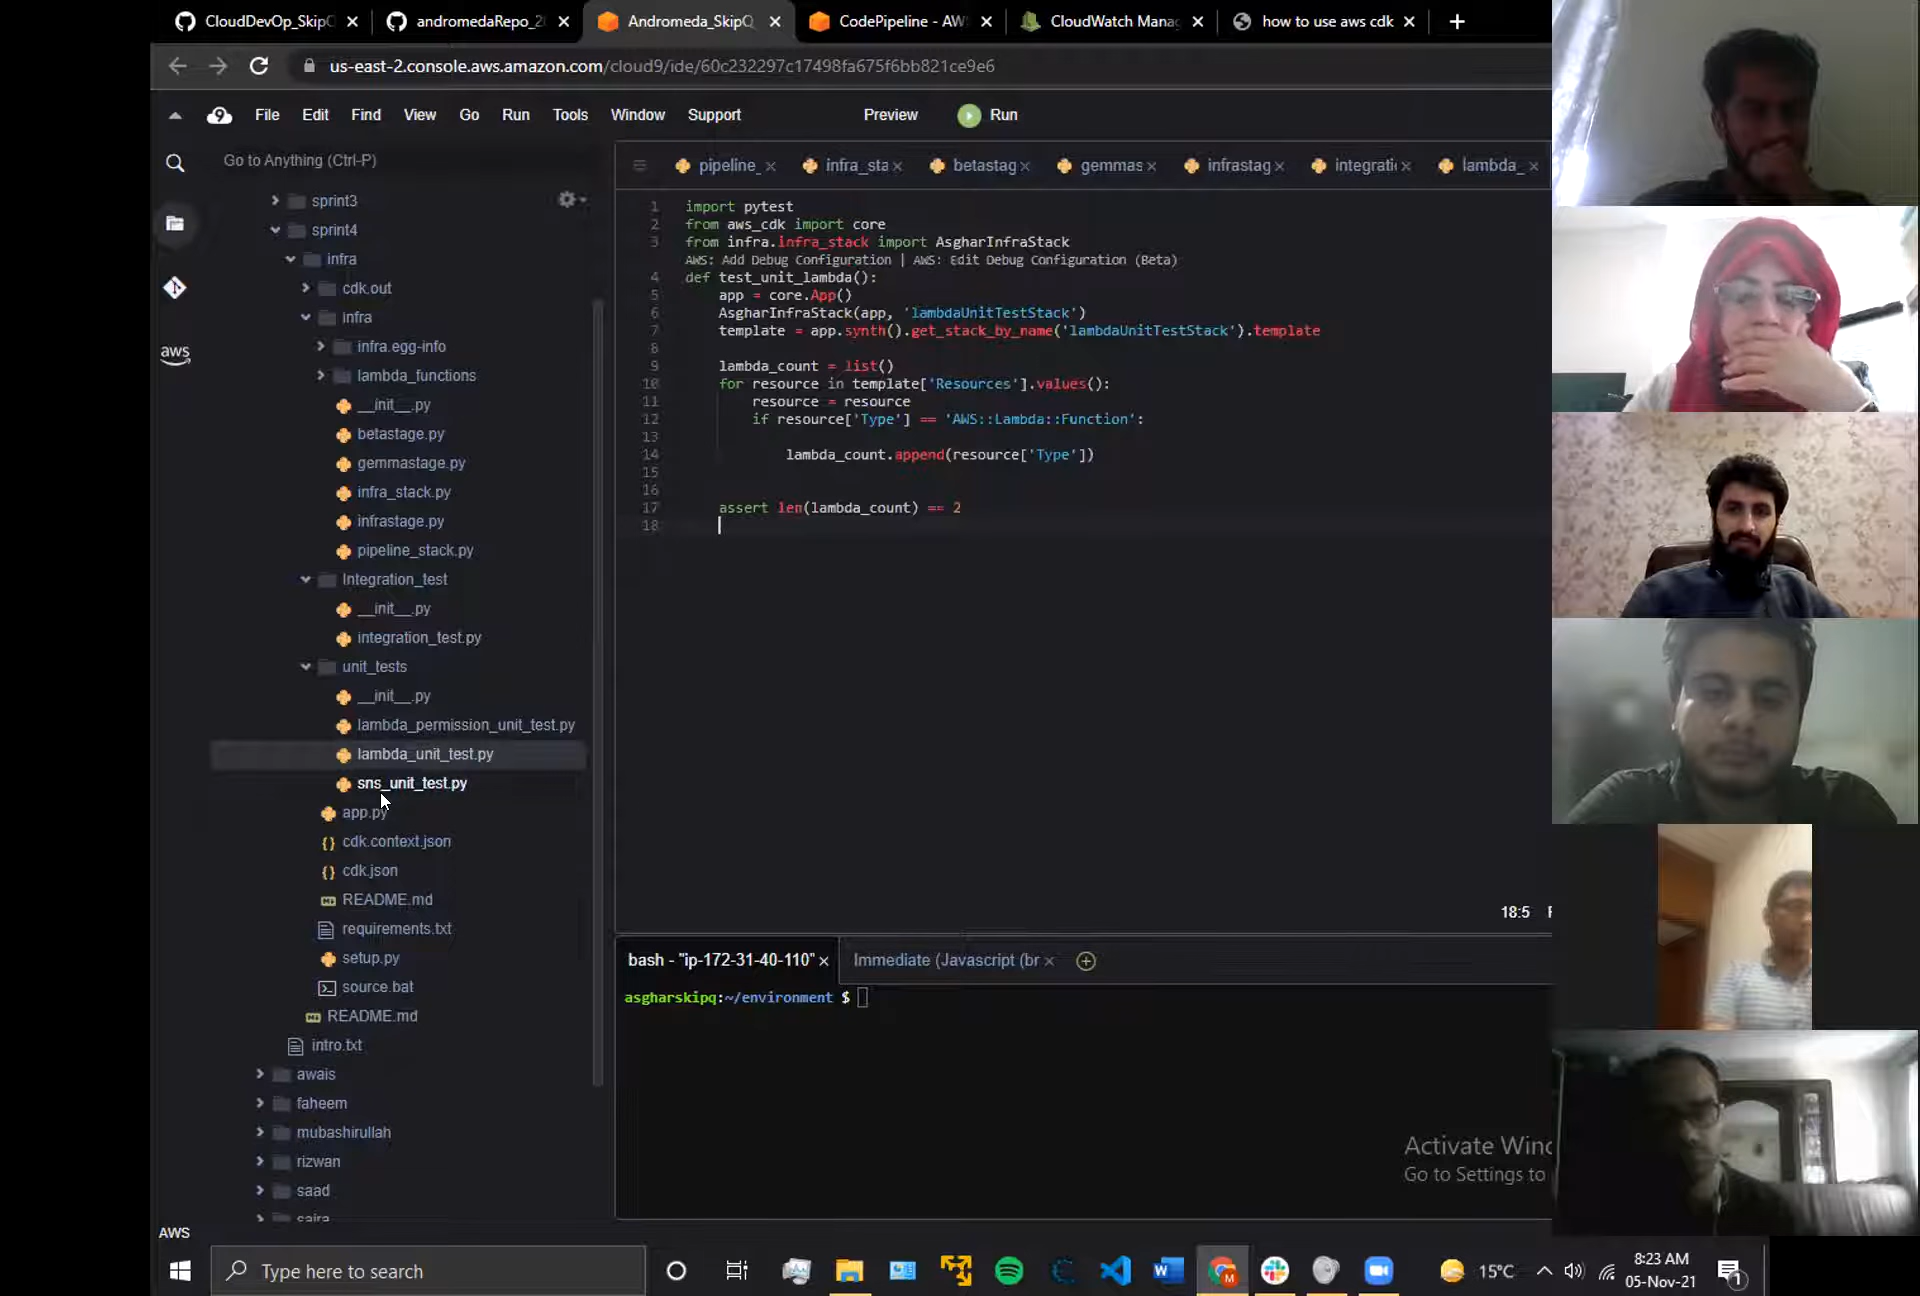 CloudDevOp_SkipC
andromedaRepo_2
Andromeda_SkipQ
CodePipeline - AW
CloudWatch Mana
how to use aws cdk
us-east-2.console.aws.amazon.com/cloud9/ide/60c232297c17498fa675f6bb821ce9e6
File Edit Find View Go Run Tools Window Support Preview Run
Go to Anything (Ctrl-P)
pipeline_ infra_sta betastag gemmas infrastag integrati lambda_
sprint3
sprint4
infra
cdk.out
infra
infra.egg-info
lambda_functions
__init__.py
betastage.py
gemmastage.py
infra_stack.py
infrastage.py
pipeline_stack.py
Integration_test
__init__.py
integration_test.py
unit_tests
__init__.py
lambda_permission_unit_test.py
lambda_unit_test.py
sns_unit_test.py
app.py
cdk.context.json
cdk.json
README.md
requirements.txt
setup.py
source.bat
README.md
intro.txt
awais
faheem
mubashirullah
rizwan
saad
saira
aws
AWS
1 import pytest
2 from aws_cdk import core
3 from infra.infra_stack import AsgharInfraStack
AWS: Add Debug Configuration | AWS: Edit Debug Configuration (Beta)
4 def test_unit_lambda():
5 app = core.App()
6 AsgharInfraStack(app, 'lambdaUnitTestStack')
7 template = app.synth().get_stack_by_name('lambdaUnitTestStack').template
8
9 lambda_count = list()
10 for resource in template['Resources'].values():
11 resource = resource
12 if resource['Type'] == 'AWS::Lambda::Function':
13
14 lambda_count.append(resource['Type'])
15
16
17 assert len(lambda_count) == 2
18
18:5
bash - "ip-172-31-40-110" Immediate (Javascript (br
asgharskipq:~/environment $
Activate Winc
Go to Settings to
Type here to search
15°C
8:23 AM
05-Nov-21
1